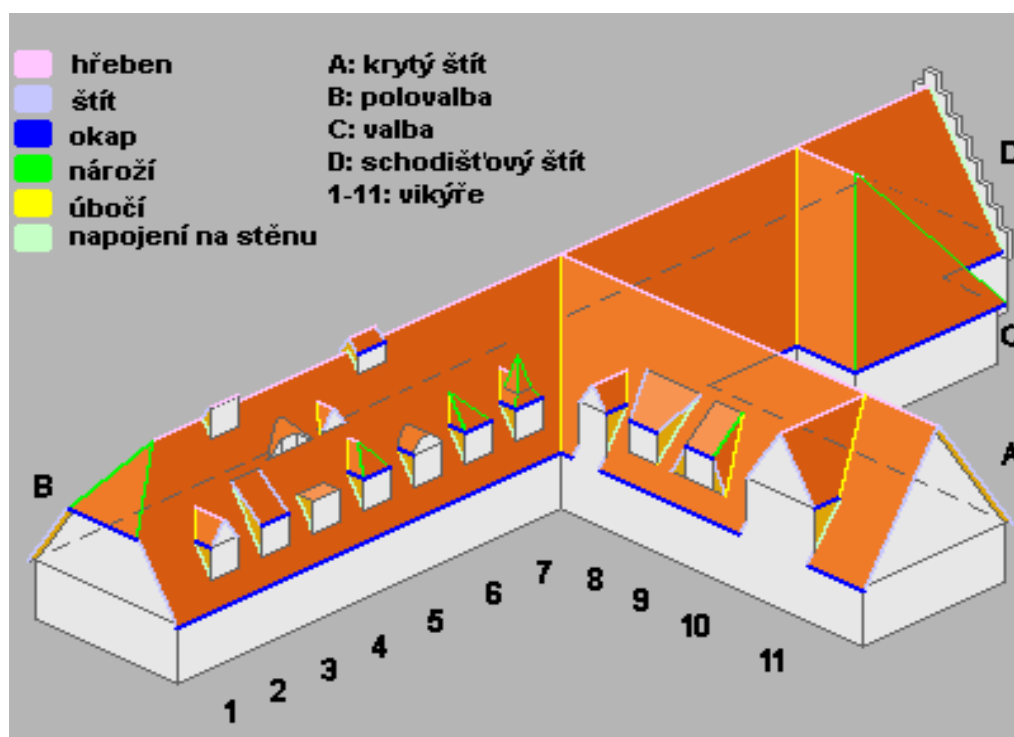 hřeben
štít
okap
nároží
úbočí
napojení na stěnu
A: krytý štít
B: polovalba
C: valba
D: schodišťový štít
1-11: vikýře
D
C
A
B
1
2
3
4
5
6
7
8
9
10
11